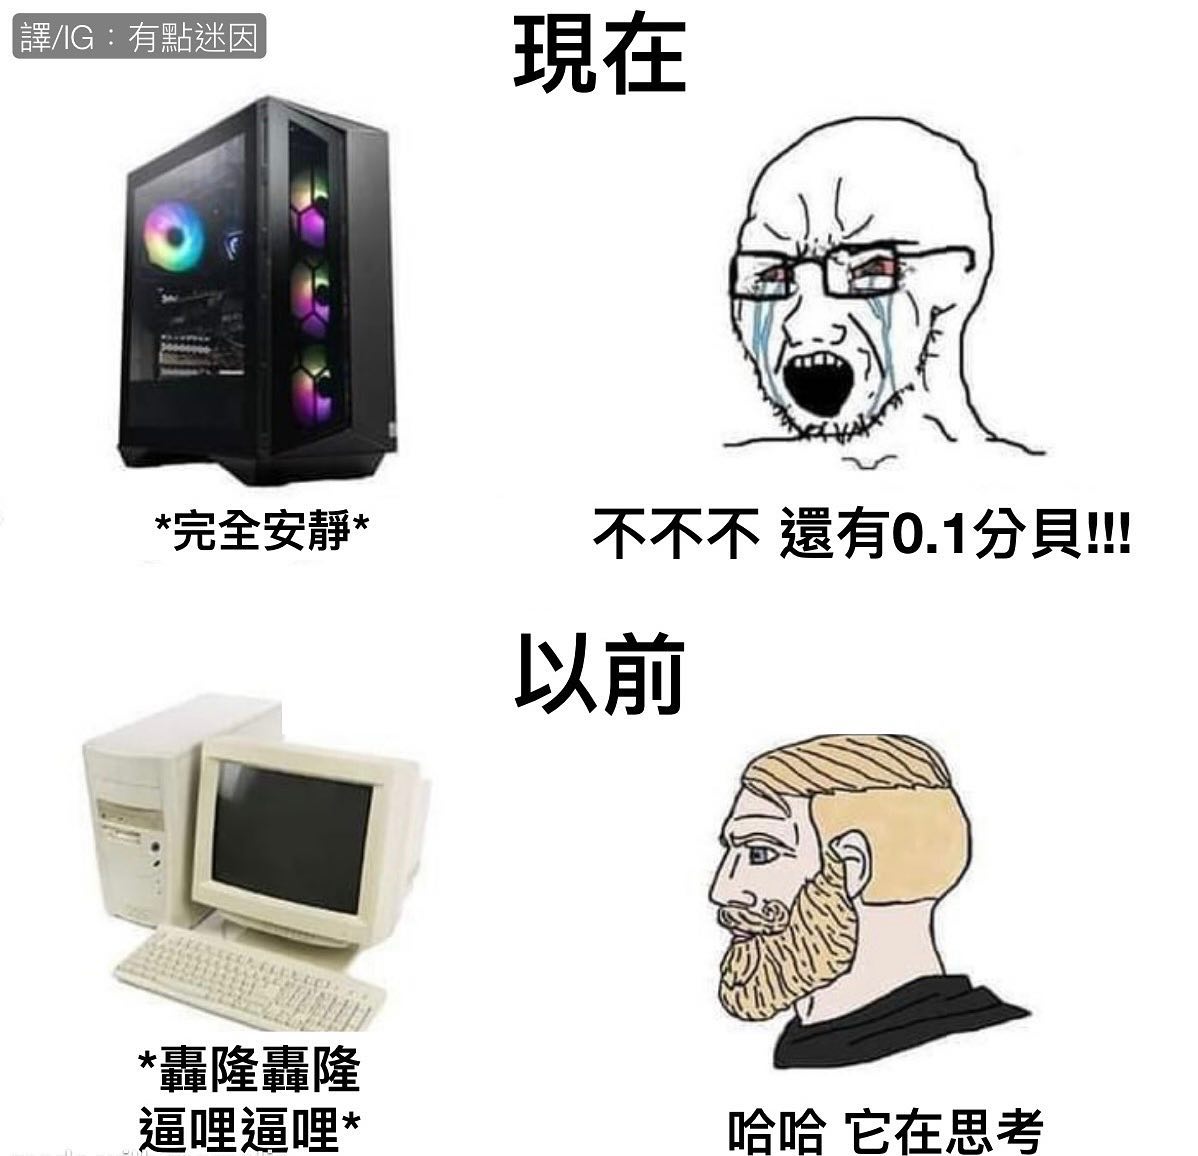 譯/IG：有點迷因
現在
*完全安靜*
不不不 還有0.1分貝!!!
以前
*轟隆轟隆
逼哩逼哩*
哈哈 它在思考